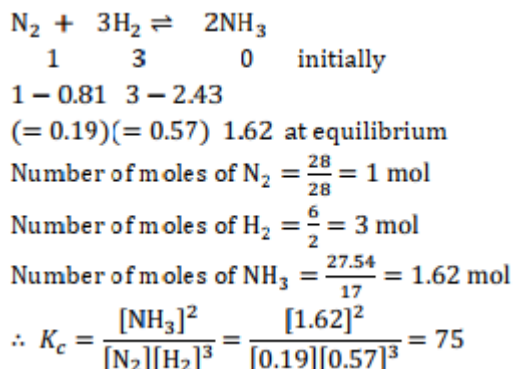 N₂ + 3H₂ ⇌ 2NH₃
1 3 0 initially
1 − 0.81 3 − 2.43
(= 0.19)(= 0.57) 1.62 at equilibrium
Number of moles of N₂ = 28/28 = 1 mol
Number of moles of H₂ = 6/2 = 3 mol
Number of moles of NH₃ = 27.54/17 = 1.62 mol
∴ K_c = [NH₃]²/[N₂][H₂]³ = [1.62]²/[0.19][0.57]³ = 75